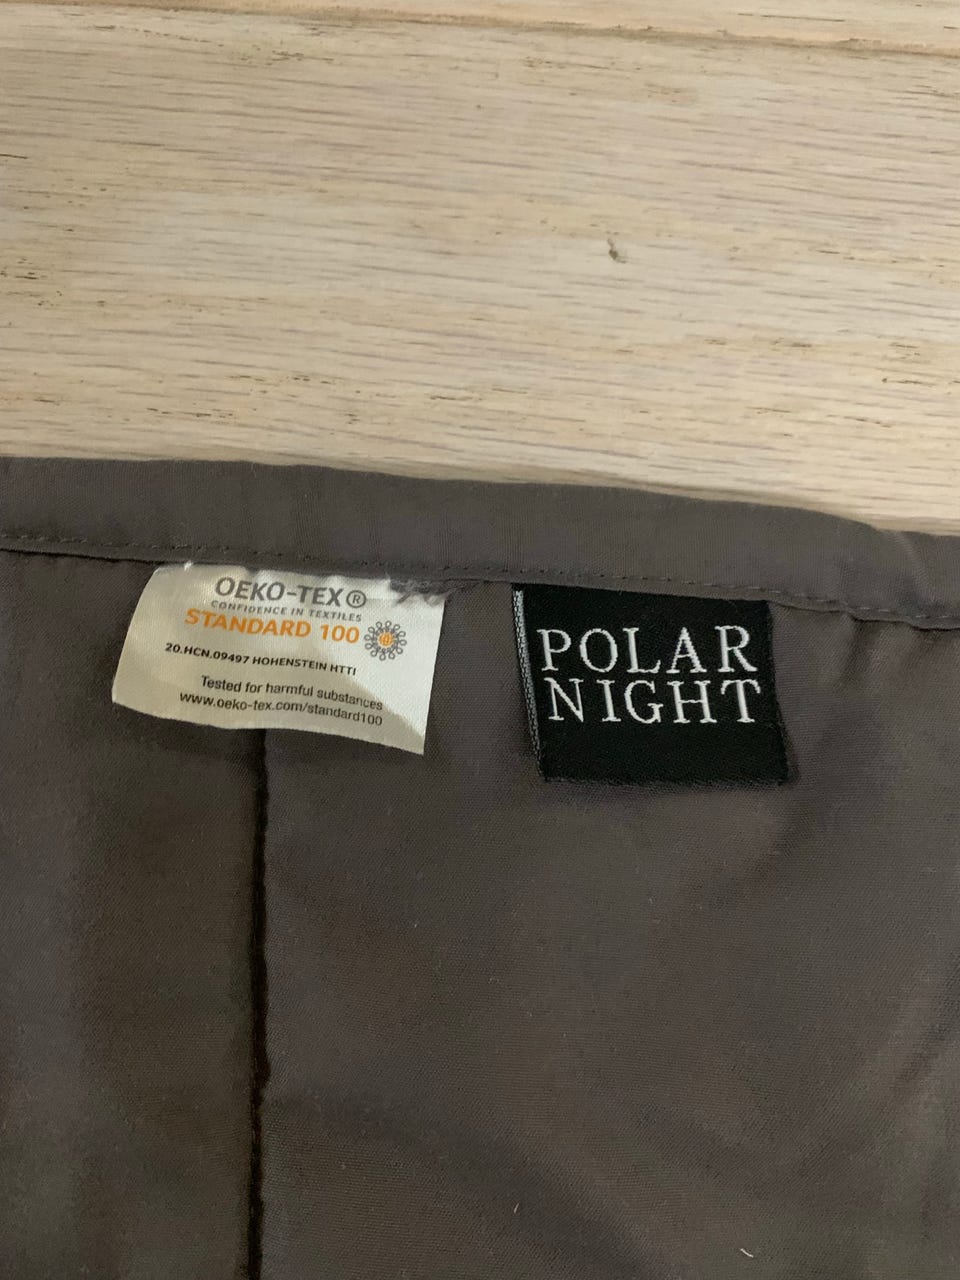 OEKO-TEX®
CONFIDENCE IN TEXTILES
STANDARD 100
20.HCN.09497 HOHENSTEIN HTTI
Tested for harmful substances
www.oeko-tex.com/standard100
POLAR
NIGHT